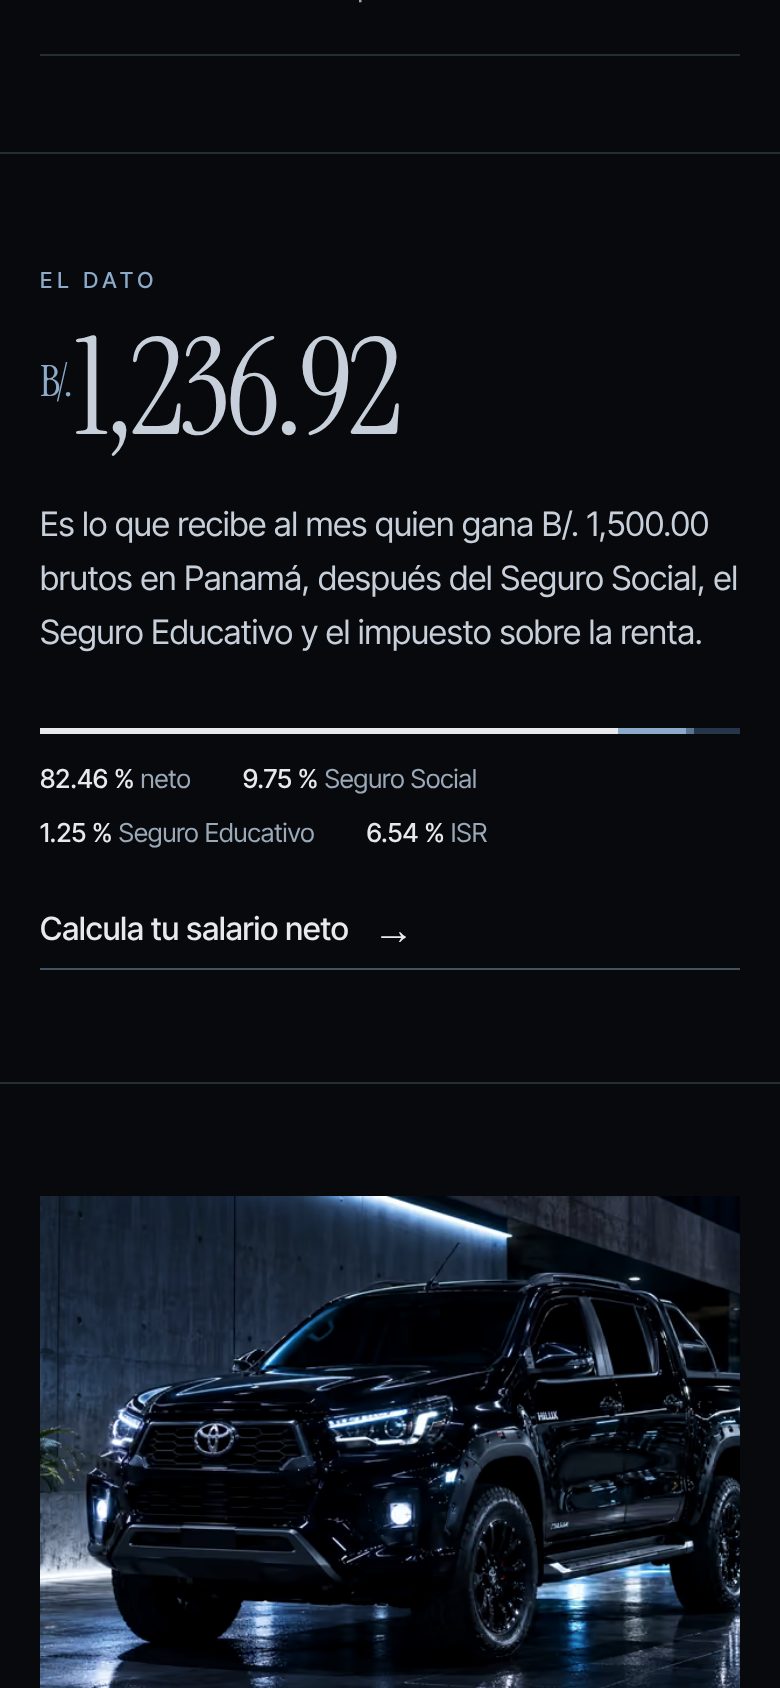 EL DATO
B/.1,236.92
Es lo que recibe al mes quien gana B/. 1,500.00
brutos en Panamá, después del Seguro Social, el
Seguro Educativo y el impuesto sobre la renta.
82.46 % neto 9.75 % Seguro Social
1.25 % Seguro Educativo 6.54 % ISR
Calcula tu salario neto →
HILUX